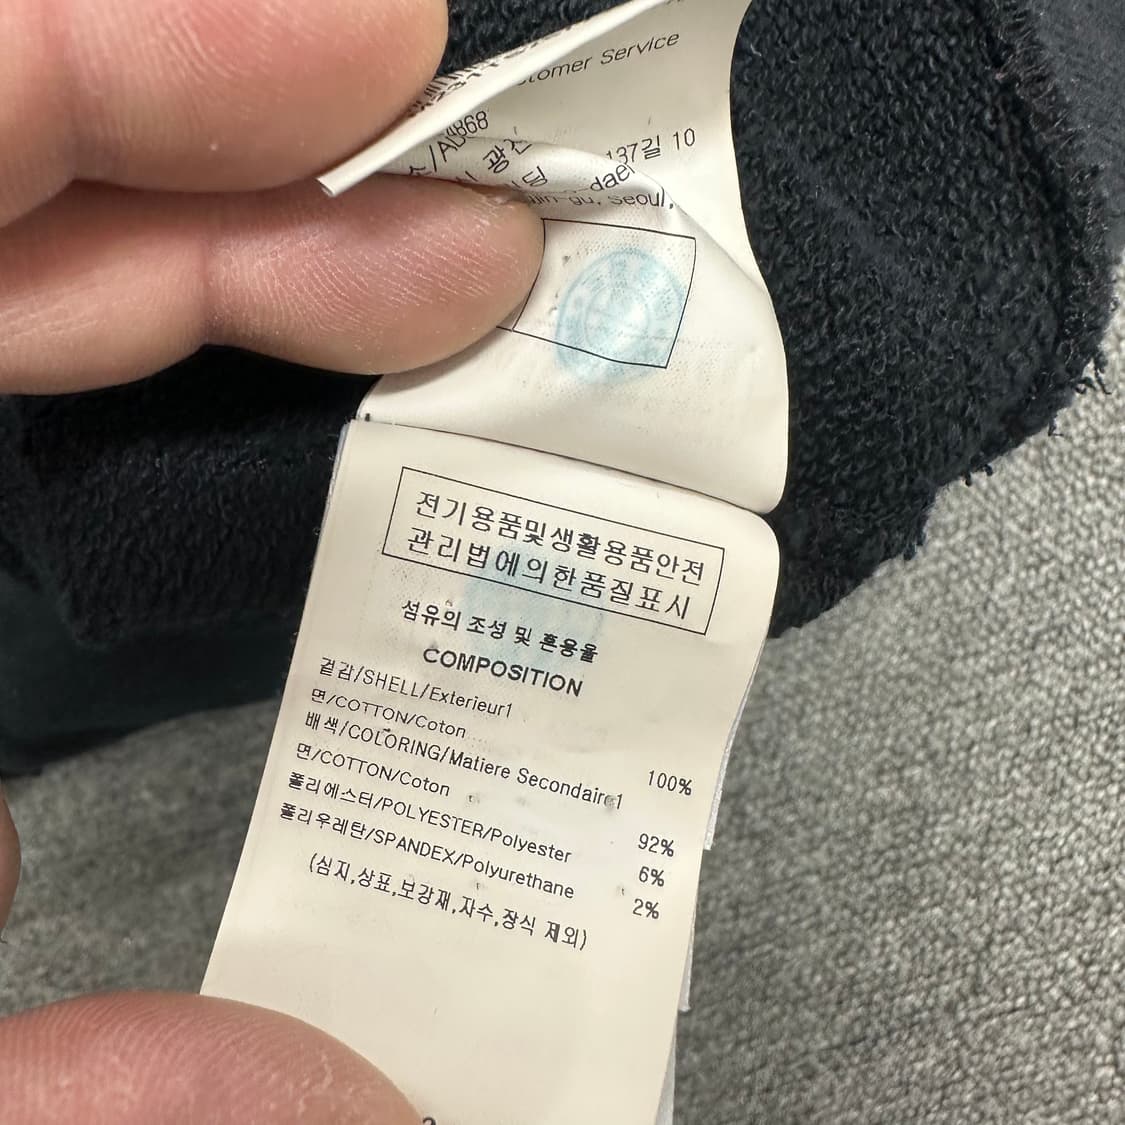 Customer Service
137길 10
Seoul,
전기용품및생활용품안전
관리법에의한품질표시
섬유의 조성 및 혼용율
COMPOSITION
겉감/SHELL/Exterieur1
면/COTTON/Coton 100%
배색/COLORING/Matiere Secondaire1
면/COTTON/Coton 92%
폴리에스터/POLYESTER/Polyester 6%
폴리우레탄/SPANDEX/Polyurethane 2%
(심지,상표,보강재,자수,장식 제외)